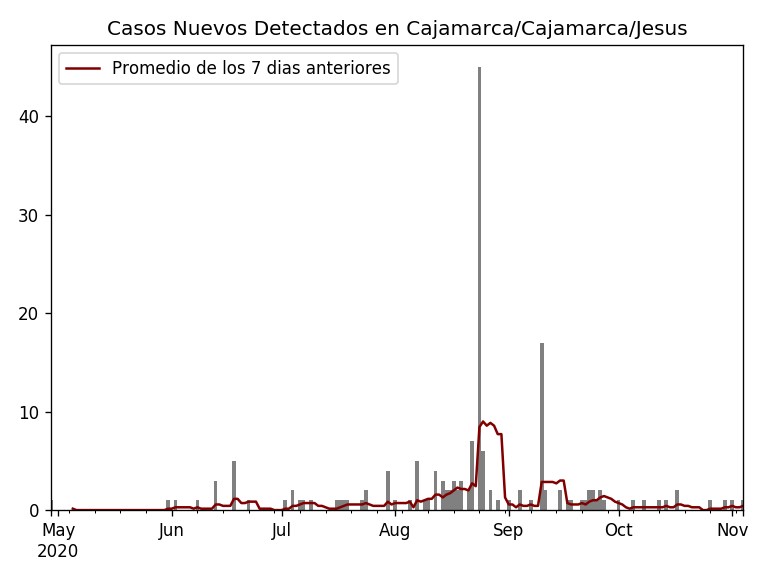 Casos Nuevos Detectados en Cajamarca/Cajamarca/Jesus
Promedio de los 7 dias anteriores
40
30
20
10
0
May Jun Jul Aug Sep Oct Nov
2020